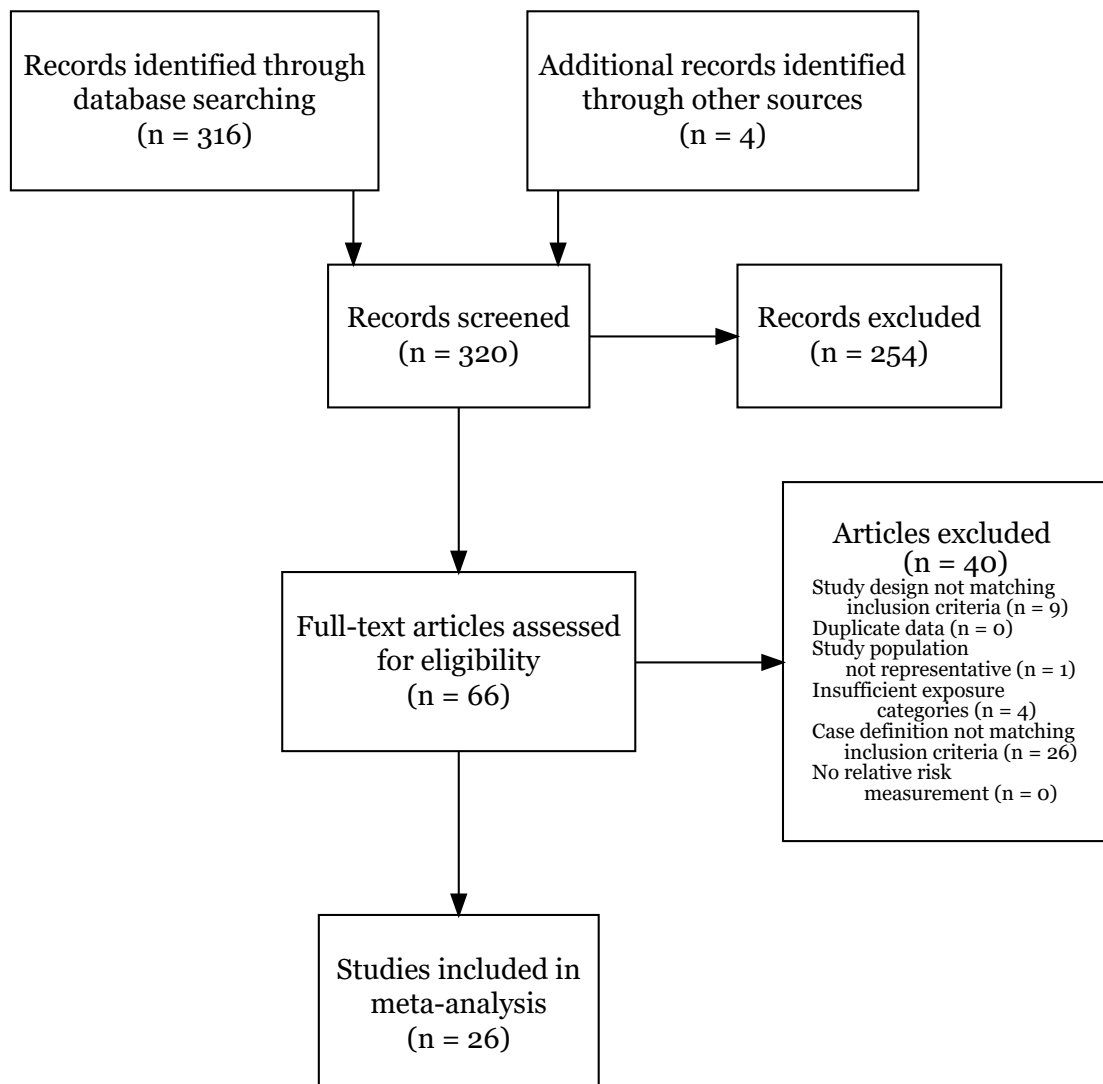 Records identified through
database searching
(n = 316)
Additional records identified
through other sources
(n = 4)
Records screened
(n = 320)
Records excluded
(n = 254)
Full-text articles assessed
for eligibility
(n = 66)
Articles excluded
(n = 40)
Study design not matching
inclusion criteria (n = 9)
Duplicate data (n = 0)
Study population
not representative (n = 1)
Insufficient exposure
categories (n = 4)
Case definition not matching
inclusion criteria (n = 26)
No relative risk
measurement (n = 0)
Studies included in
meta-analysis
(n = 26)